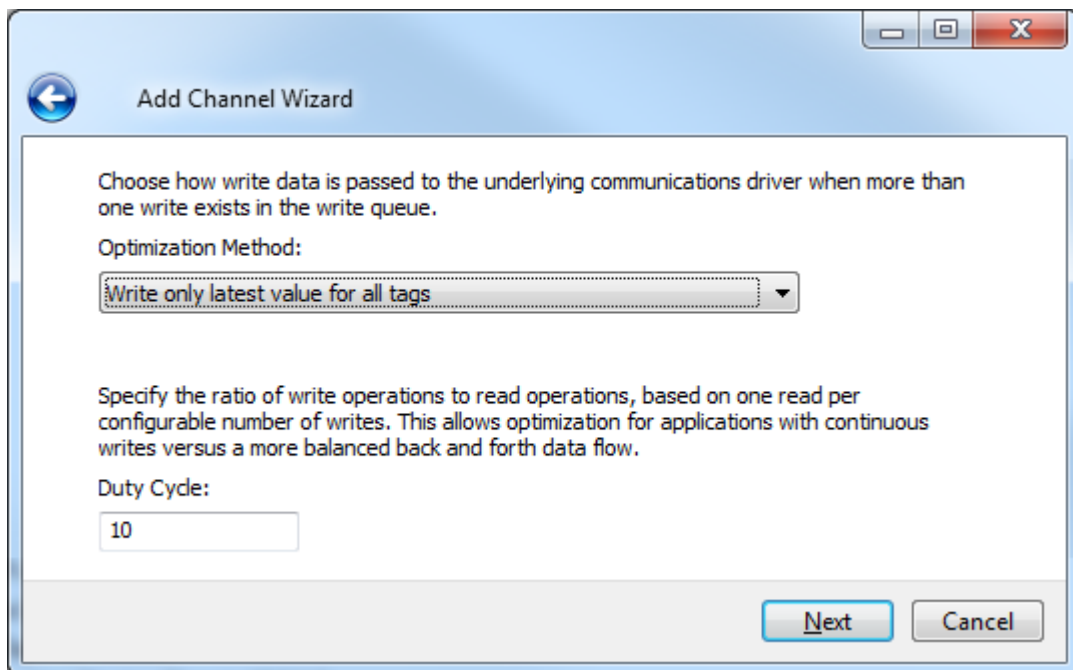 Add Channel Wizard
Choose how write data is passed to the underlying communications driver when more than
one write exists in the write queue.
Optimization Method:
Write only latest value for all tags
Specify the ratio of write operations to read operations, based on one read per
configurable number of writes. This allows optimization for applications with continuous
writes versus a more balanced back and forth data flow.
Duty Cycle:
10
Next Cancel